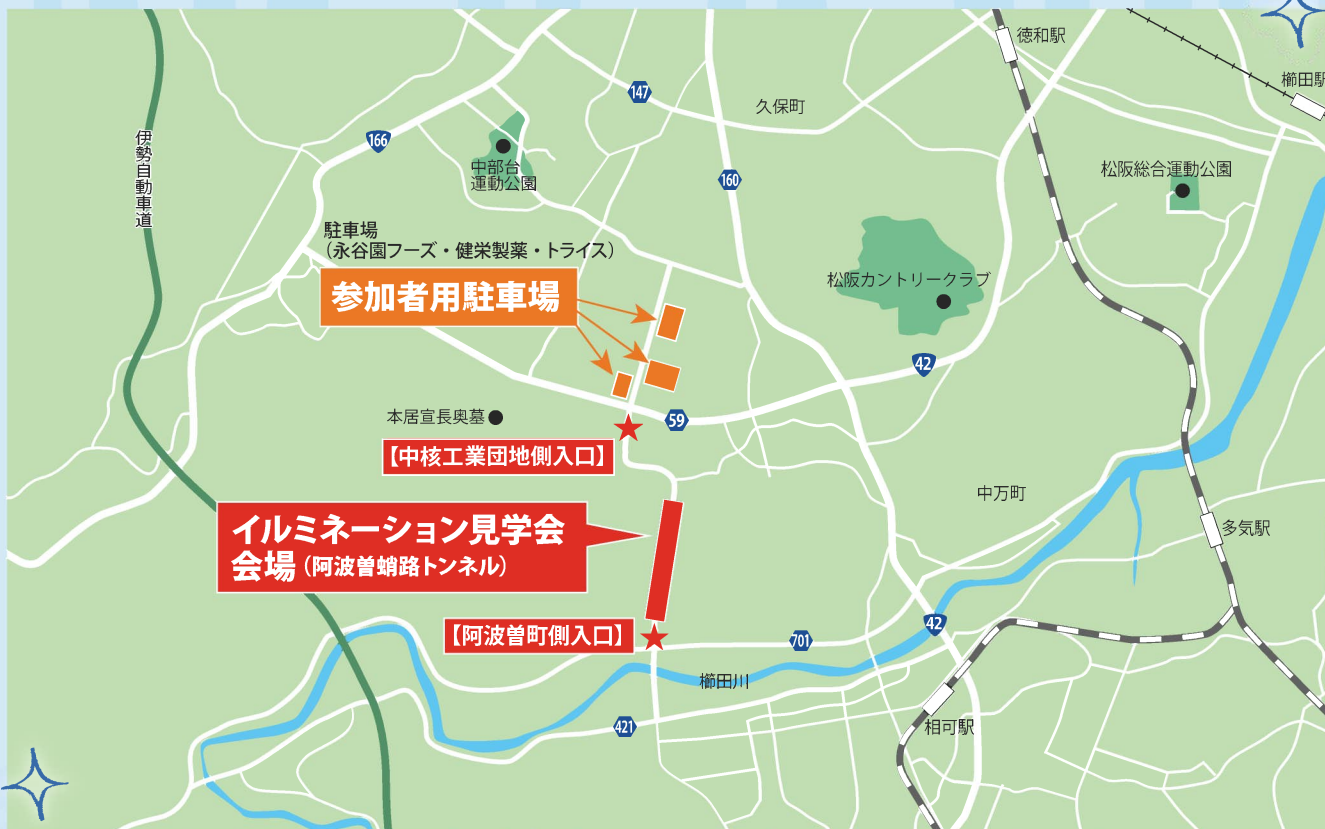 徳和駅
櫛田駅
147
久保町
166
伊勢自動車道
中部台
運動公園
160
松阪総合運動公園
駐車場
（永谷園フーズ・健栄製薬・トライス）
参加者用駐車場
松阪カントリークラブ
42
本居宣長奥墓
59
【中核工業団地側入口】
中万町
イルミネーション見学会
会場（阿波曽蛸路トンネル）
多気駅
【阿波曽町側入口】
701
42
櫛田川
421
相可駅